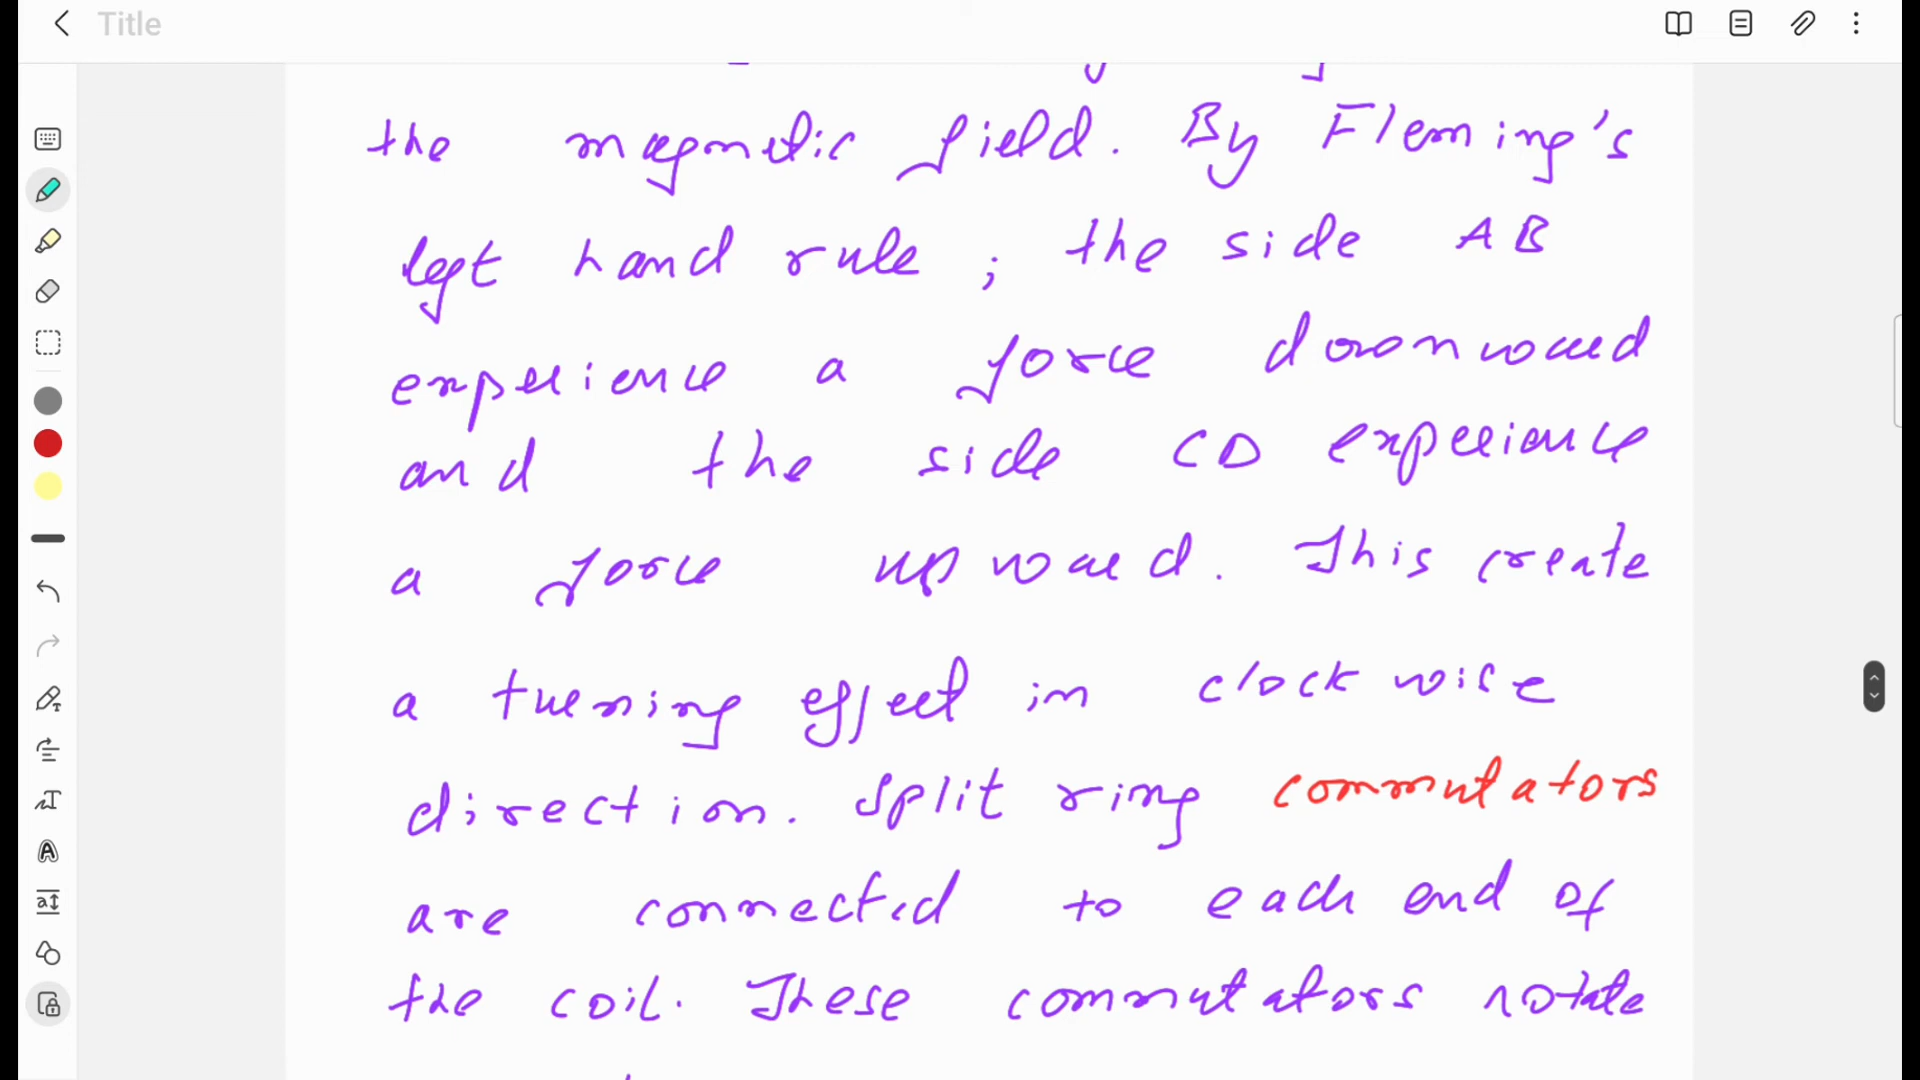 Title
the magnetic field. By Fleming's
left hand rule ; the side AB
experience a force downward
and the side CD experience
a force upward. This create
a turning effect in clockwise
direction. Split ring commutators
are connected to each end of
the coil. These commutators rotate